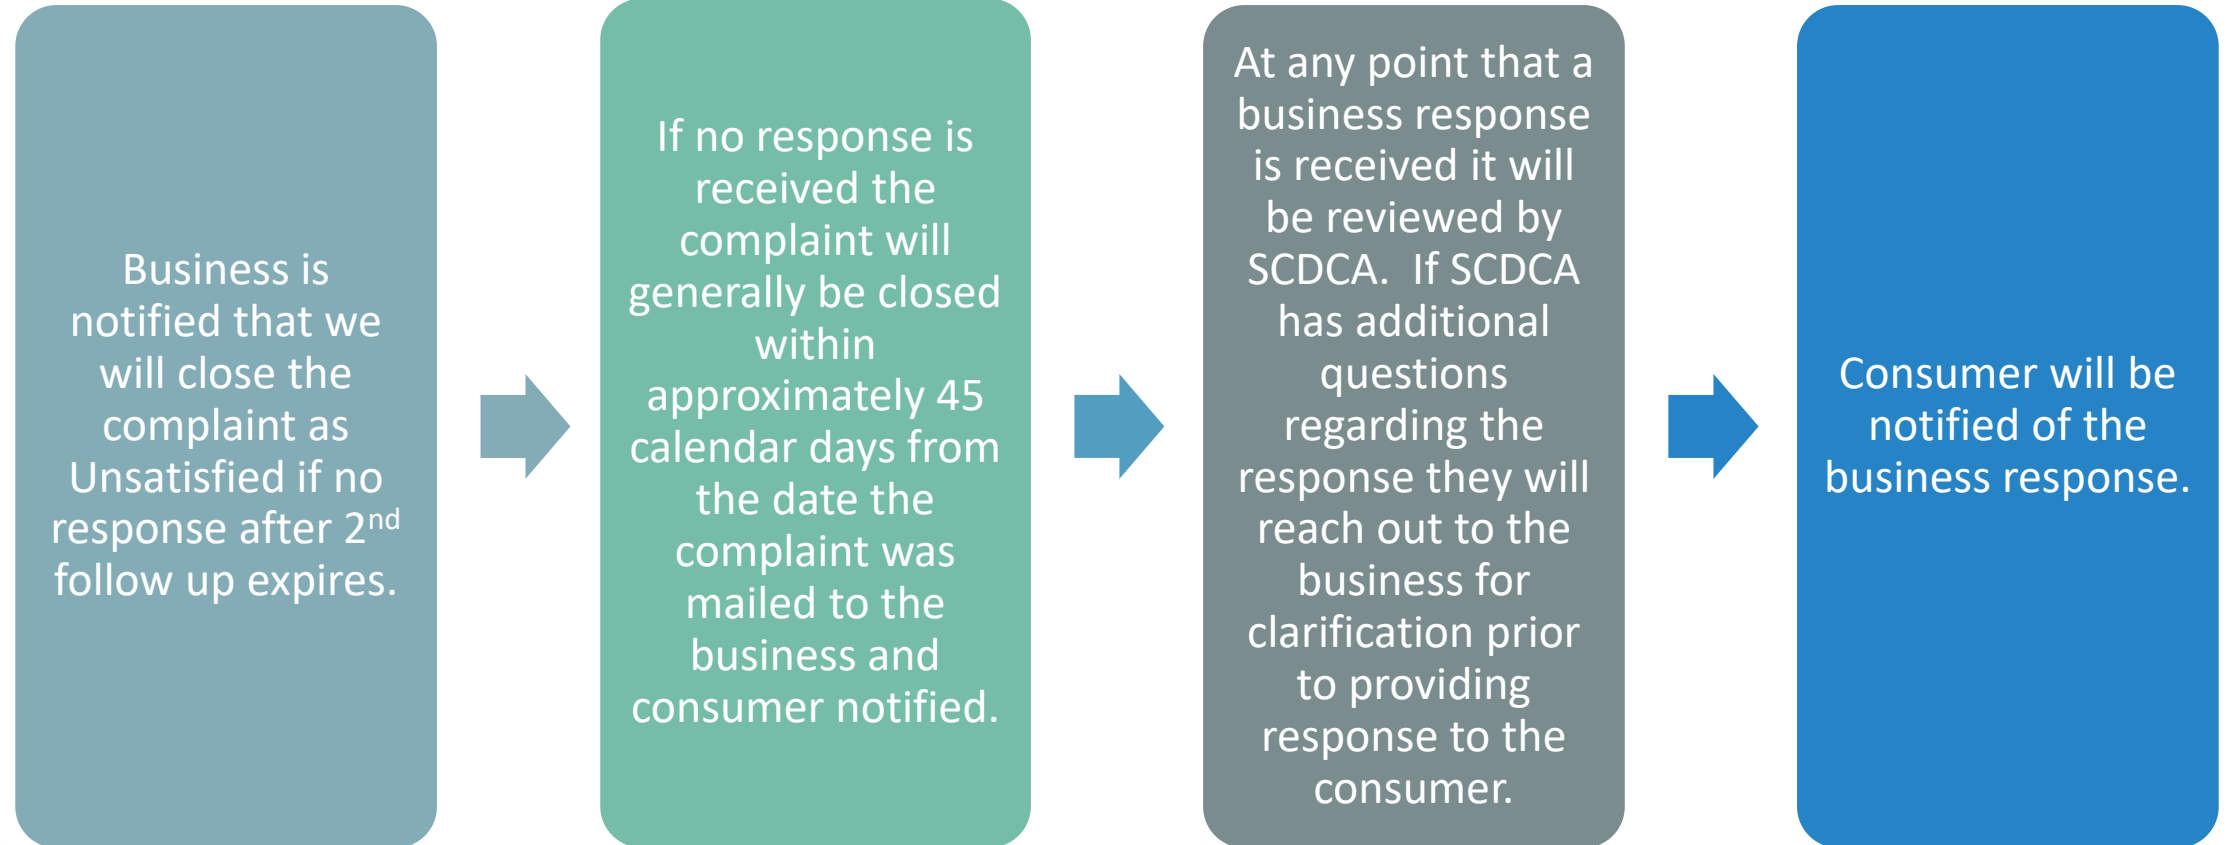 Business is
notified that we
will close the
complaint as
Unsatisfied if no
response after 2nd
follow up expires.
If no response is
received the
complaint will
generally be closed
within
approximately 45
calendar days from
the date the
complaint was
mailed to the
business and
consumer notified.
At any point that a
business response
is received it will
be reviewed by
SCDCA.  If SCDCA
has additional
questions
regarding the
response they will
reach out to the
business for
clarification prior
to providing
response to the
consumer.
Consumer will be
notified of the
business response.